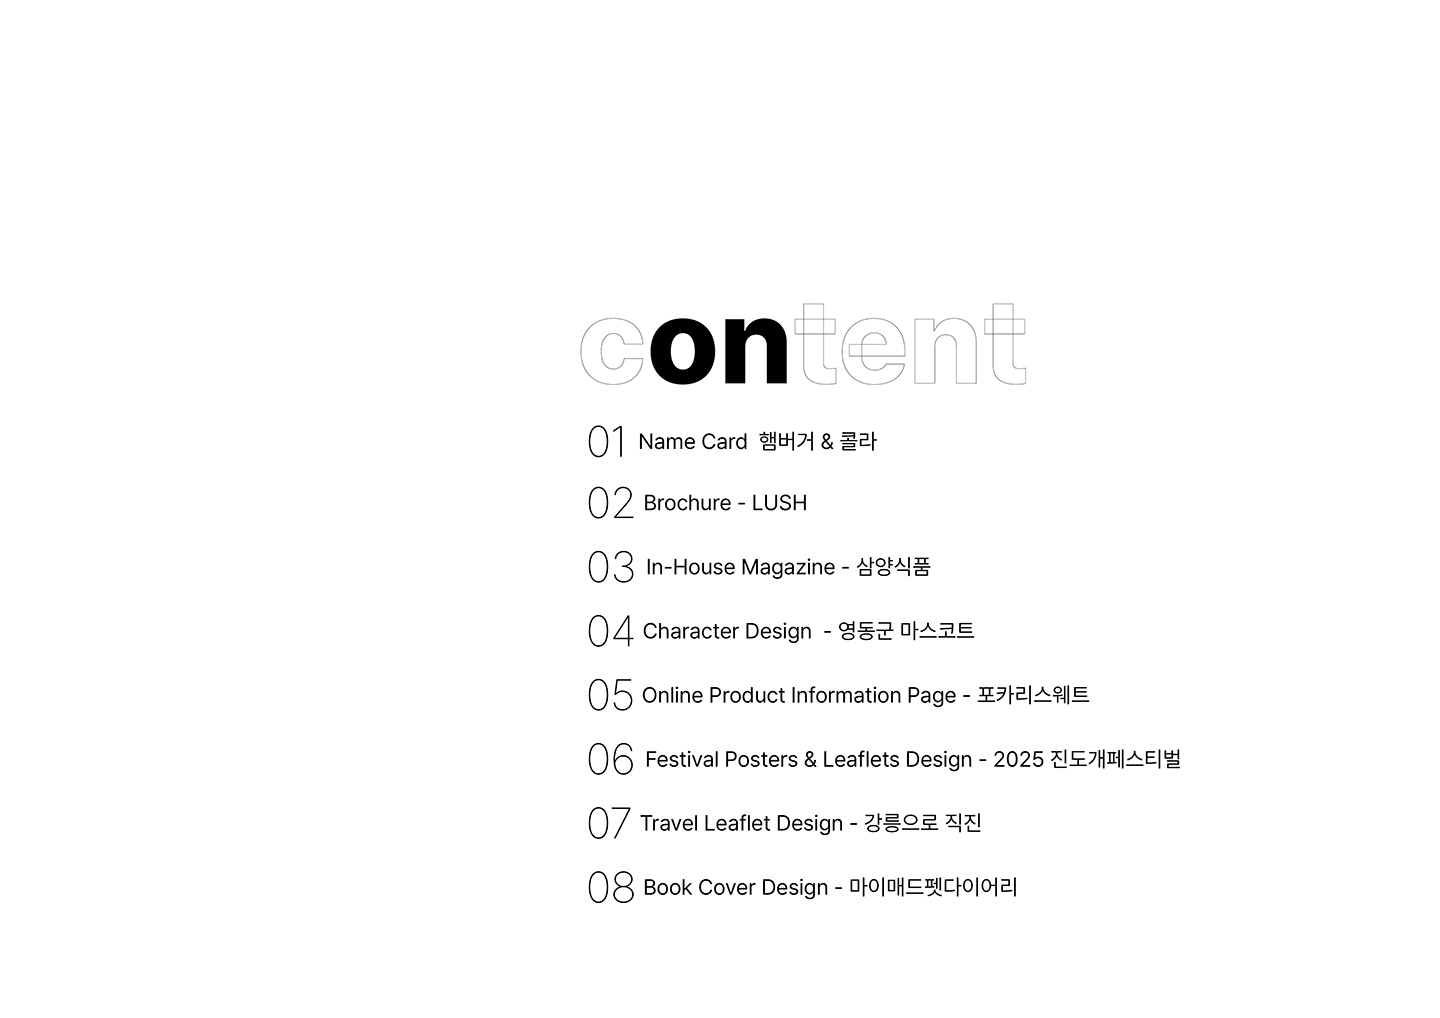 content
01 Name Card  햄버거 & 콜라
02 Brochure - LUSH
03 In-House Magazine - 삼양식품
04 Character Design  - 영동군 마스코트
05 Online Product Information Page - 포카리스웨트
06 Festival Posters & Leaflets Design - 2025 진도개페스티벌
07 Travel Leaflet Design - 강릉으로 직진
08 Book Cover Design - 마이매드펫다이어리